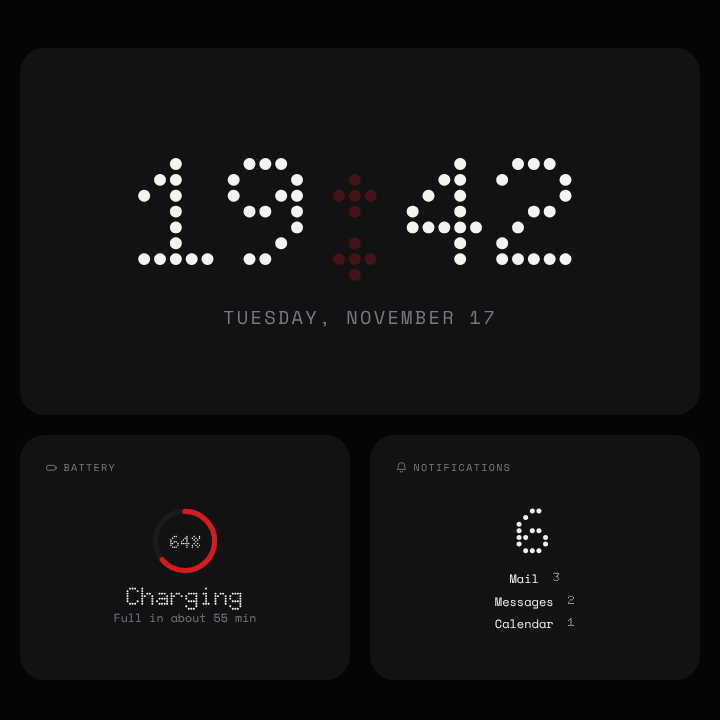 19:42
TUESDAY, NOVEMBER 17
BATTERY
64%
Charging
Full in about 55 min
NOTIFICATIONS
6
Mail 3
Messages 2
Calendar 1